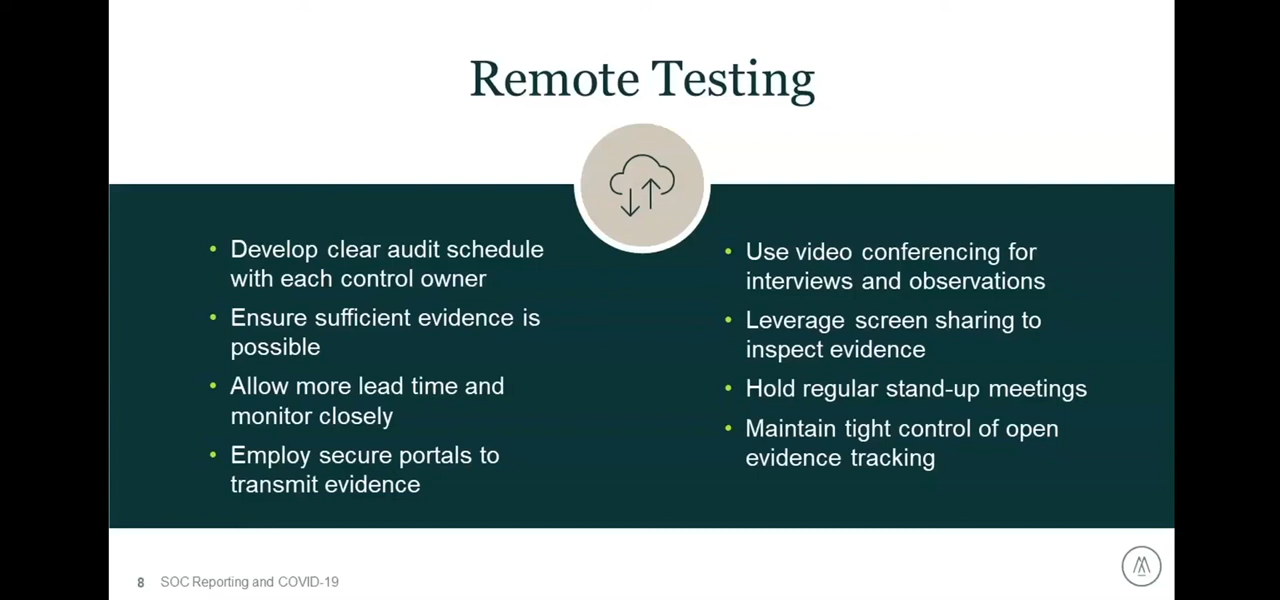 Remote Testing
• Develop clear audit schedule
with each control owner
• Ensure sufficient evidence is
possible
• Allow more lead time and
monitor closely
• Employ secure portals to
transmit evidence
• Use video conferencing for
interviews and observations
• Leverage screen sharing to
inspect evidence
• Hold regular stand-up meetings
• Maintain tight control of open
evidence tracking
8 SOC Reporting and COVID-19